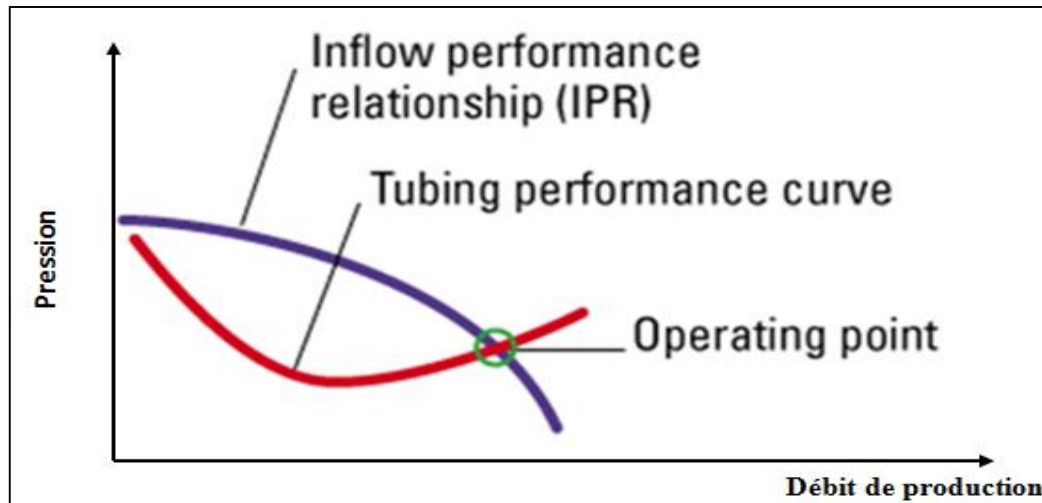 Inflow performance
relationship (IPR)
Tubing performance curve
Pression
Operating point
Débit de production